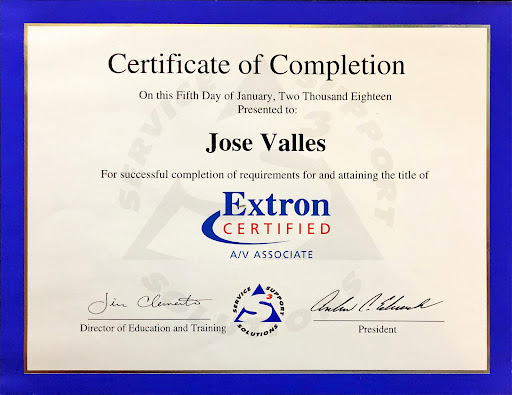 Certificate of Completion
On this Fifth Day of January, Two Thousand Eighteen
Presented to:
Jose Valles
For successful completion of requirements for and attaining the title of
Extron
CERTIFIED
A/V ASSOCIATE
SERVICE SUPPORT SOLUTIONS
S3
Director of Education and Training
President